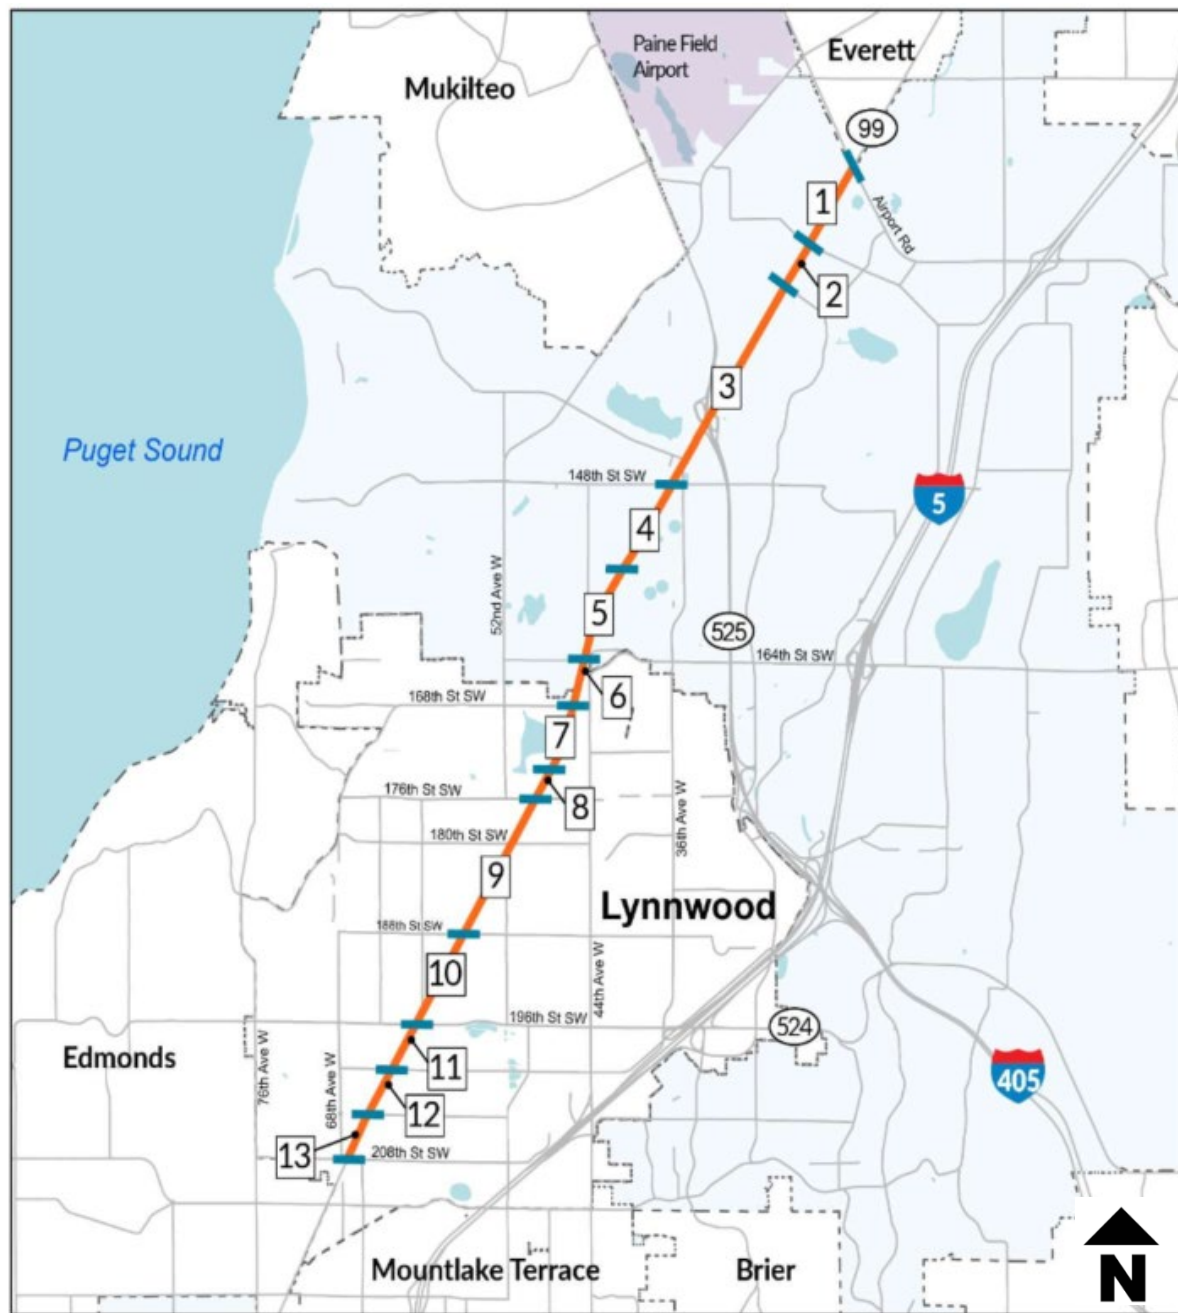 Paine Field
Airport
Everett
Mukilteo
99
1
Airport Rd
2
3
Puget Sound
148th St SW
5
4
52nd Ave W
5
525
164th St SW
6
168th St SW
7
176th St SW
8
180th St SW
36th Ave W
9
Lynnwood
188th St SW
10
44th Ave W
196th St SW
524
Edmonds
76th Ave W
68th Ave W
11
405
12
13
208th St SW
Mountlake Terrace
Brier
N